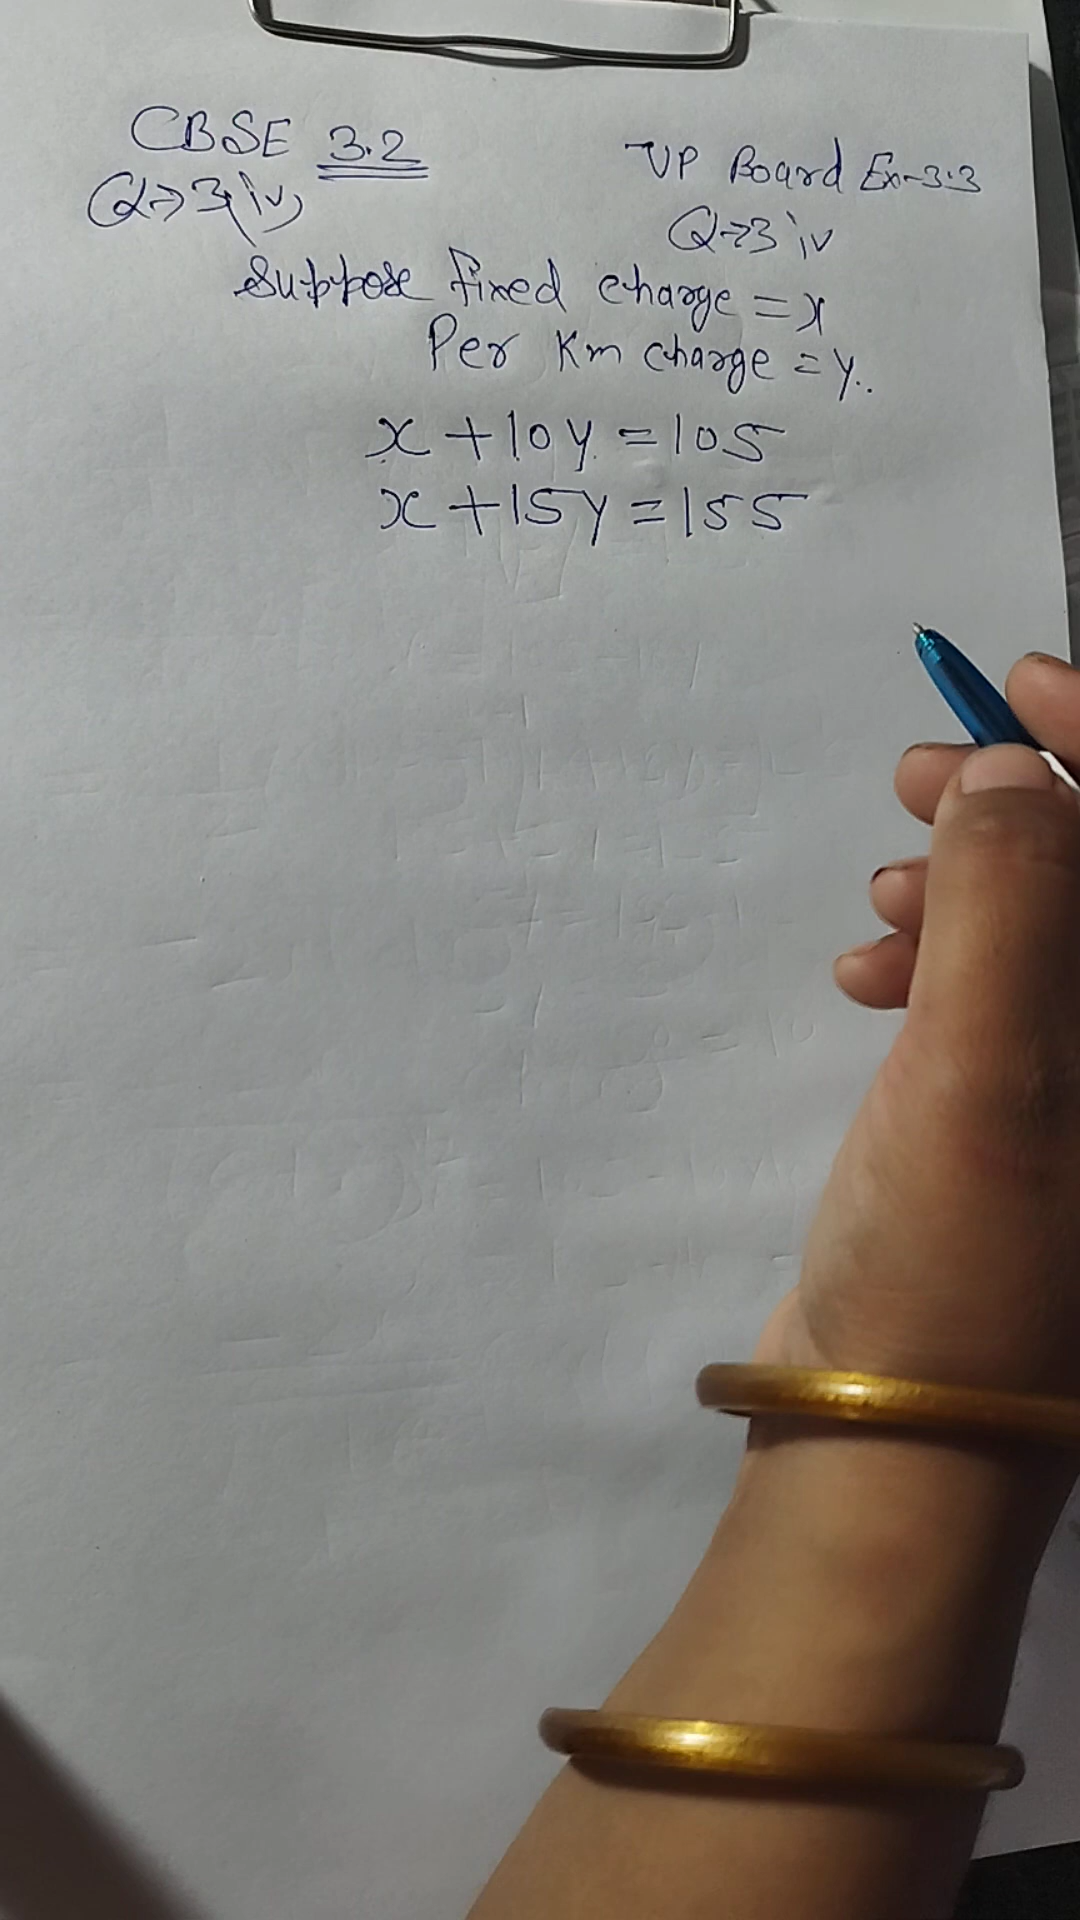 CBSE 3.2
Q→3(iv)
UP Board Ex-3.3
Q→3 iv
Suppose fixed charge = x
Per Km charge = y..
x + 10y = 105
x + 15y = 155